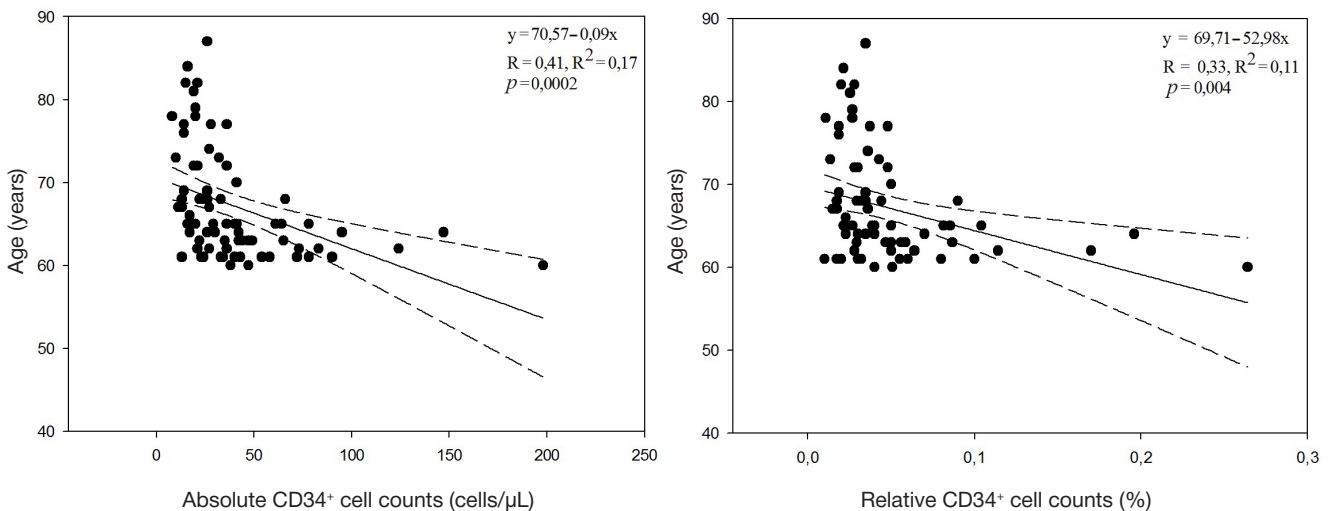 90
80
70
60
50
40
Age (years)
y=70,57–0,09x
R=0,41, R²=0,17
p=0,0002
0
50
100
150
200
250
Absolute CD34⁺ cell counts (cells/µL)
90
80
70
60
50
40
Age (years)
y = 69,71–52,98x
R = 0,33, R²=0,11
p=0,004
0,0
0,1
0,2
0,3
Relative CD34⁺ cell counts (%)